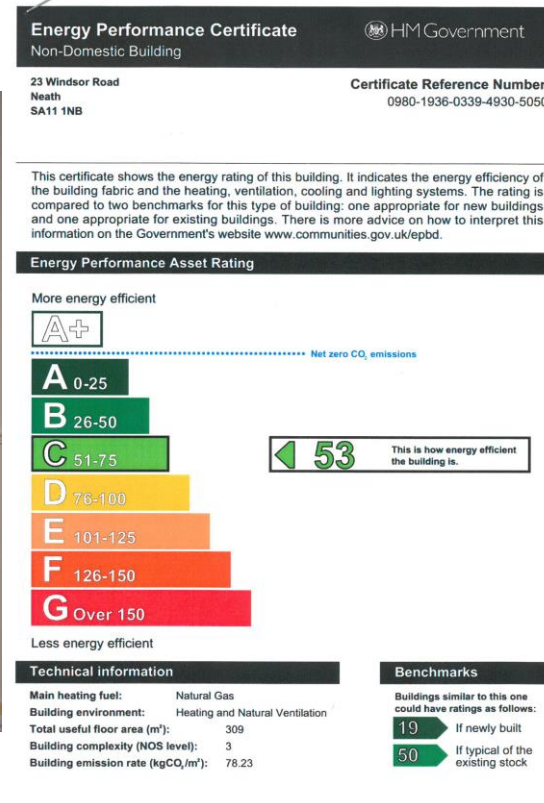 Energy Performance Certificate
HM Government
Non-Domestic Building
23 Windsor Road
Neath
SA11 1NB
Certificate Reference Number
0980-1936-0339-4930-5050
This certificate shows the energy rating of this building. It indicates the energy efficiency of
the building fabric and the heating, ventilation, cooling and lighting systems. The rating is
compared to two benchmarks for this type of building: one appropriate for new buildings
and one appropriate for existing buildings. There is more advice on how to interpret this
information on the Government's website www.communities.gov.uk/epbd.
Energy Performance Asset Rating
More energy efficient
A+
Net zero CO₂ emissions
A 0-25
B 26-50
C 51-75
53
This is how energy efficient
the building is.
D 76-100
E 101-125
F 126-150
G Over 150
Less energy efficient
Technical information
Main heating fuel: Natural Gas
Building environment: Heating and Natural Ventilation
Total useful floor area (m²): 309
Building complexity (NOS level): 3
Building emission rate (kgCO₂/m²): 78.23
Benchmarks
Buildings similar to this one
could have ratings as follows:
19 If newly built
50 If typical of the
existing stock